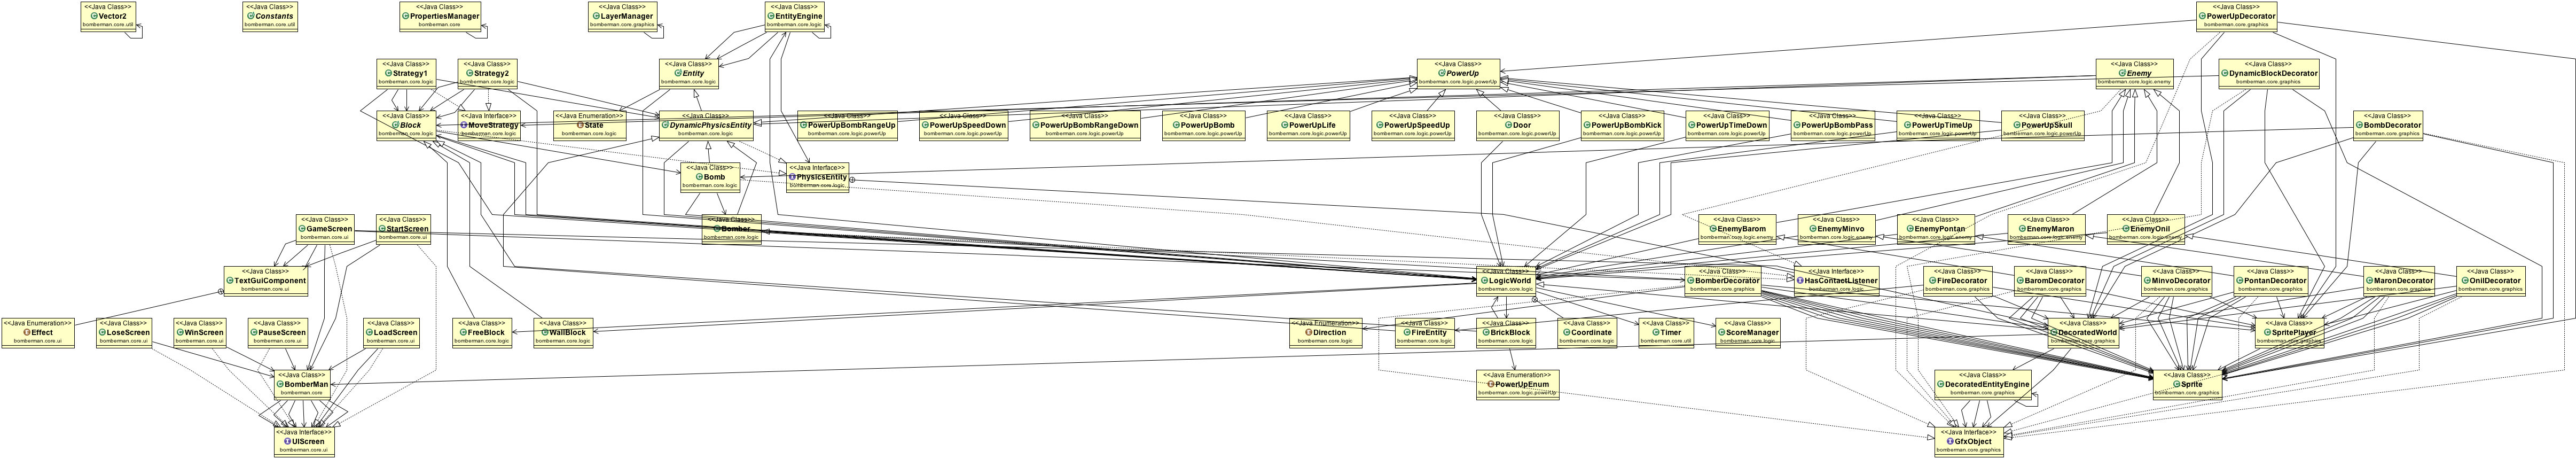 <<Java Class>>
Vector2
bomberman.core.util
<<Java Class>>
Constants
bomberman.core.util
<<Java Class>>
PropertiesManager
bomberman.core
<<Java Class>>
LayerManager
bomberman.core.graphics
<<Java Class>>
EntityEngine
bomberman.core.logic
<<Java Class>>
PowerUpDecorator
bomberman.core.graphics
<<Java Class>>
Strategy1
bomberman.core.logic
<<Java Class>>
Strategy2
bomberman.core.logic
<<Java Class>>
Entity
bomberman.core.logic
<<Java Class>>
PowerUp
bomberman.core.logic.powerUp
<<Java Class>>
Enemy
bomberman.core.logic.enemy
<<Java Class>>
DynamicBlockDecorator
bomberman.core.graphics
<<Java Class>>
Block
bomberman.core.logic
<<Java Interface>>
MoveStrategy
bomberman.core.logic
<<Java Enumeration>>
State
bomberman.core.logic
<<Java Class>>
DynamicPhysicsEntity
bomberman.core.logic
<<Java Class>>
PowerUpBombRangeUp
bomberman.core.logic.powerUp
<<Java Class>>
PowerUpSpeedDown
bomberman.core.logic.powerUp
<<Java Class>>
PowerUpBombRangeDown
bomberman.core.logic.powerUp
<<Java Class>>
PowerUpBomb
bomberman.core.logic.powerUp
<<Java Class>>
PowerUpLife
bomberman.core.logic.powerUp
<<Java Class>>
PowerUpSpeedUp
bomberman.core.logic.powerUp
<<Java Class>>
Door
bomberman.core.logic.powerUp
<<Java Class>>
PowerUpBombKick
bomberman.core.logic.powerUp
<<Java Class>>
PowerUpTimeDown
bomberman.core.logic.powerUp
<<Java Class>>
PowerUpBombPass
bomberman.core.logic.powerUp
<<Java Class>>
PowerUpTimeUp
bomberman.core.logic.powerUp
<<Java Class>>
PowerUpSkull
bomberman.core.logic.powerUp
<<Java Class>>
BombDecorator
bomberman.core.graphics
<<Java Class>>
Bomb
bomberman.core.logic
<<Java Interface>>
PhysicsEntity
bomberman.core.logic
<<Java Class>>
GameScreen
bomberman.core.ui
<<Java Class>>
StartScreen
bomberman.core.ui
<<Java Class>>
Bomber
bomberman.core.logic
<<Java Class>>
EnemyBarom
bomberman.core.logic.enemy
<<Java Class>>
EnemyMinvo
bomberman.core.logic.enemy
<<Java Class>>
EnemyPontan
bomberman.core.logic.enemy
<<Java Class>>
EnemyMaron
bomberman.core.logic.enemy
<<Java Class>>
EnemyOnil
bomberman.core.logic.enemy
<<Java Class>>
TextGuiComponent
bomberman.core.ui
<<Java Class>>
LogicWorld
bomberman.core.logic
<<Java Class>>
BomberDecorator
bomberman.core.graphics
<<Java Interface>>
HasContactListener
bomberman.core.logic
<<Java Class>>
FireDecorator
bomberman.core.graphics
<<Java Class>>
BaromDecorator
bomberman.core.graphics
<<Java Class>>
MinvoDecorator
bomberman.core.graphics
<<Java Class>>
PontanDecorator
bomberman.core.graphics
<<Java Class>>
MaronDecorator
bomberman.core.graphics
<<Java Class>>
OnilDecorator
bomberman.core.graphics
<<Java Enumeration>>
Effect
bomberman.core.ui
<<Java Class>>
LoseScreen
bomberman.core.ui
<<Java Class>>
WinScreen
bomberman.core.ui
<<Java Class>>
PauseScreen
bomberman.core.ui
<<Java Class>>
LoadScreen
bomberman.core.ui
<<Java Class>>
FreeBlock
bomberman.core.logic
<<Java Class>>
WallBlock
bomberman.core.logic
<<Java Enumeration>>
Direction
bomberman.core.logic
<<Java Class>>
FireEntity
bomberman.core.logic
<<Java Class>>
BrickBlock
bomberman.core.logic
<<Java Class>>
Coordinate
bomberman.core.logic
<<Java Class>>
Timer
bomberman.core.util
<<Java Class>>
ScoreManager
bomberman.core.logic
<<Java Class>>
DecoratedWorld
bomberman.core.graphics
<<Java Class>>
SpritePlayer
bomberman.core.graphics
<<Java Class>>
BomberMan
bomberman.core
<<Java Enumeration>>
PowerUpEnum
bomberman.core.logic.powerUp
<<Java Class>>
DecoratedEntityEngine
bomberman.core.graphics
<<Java Class>>
Sprite
bomberman.core.graphics
<<Java Interface>>
UIScreen
bomberman.core.ui
<<Java Interface>>
GfxObject
bomberman.core.graphics